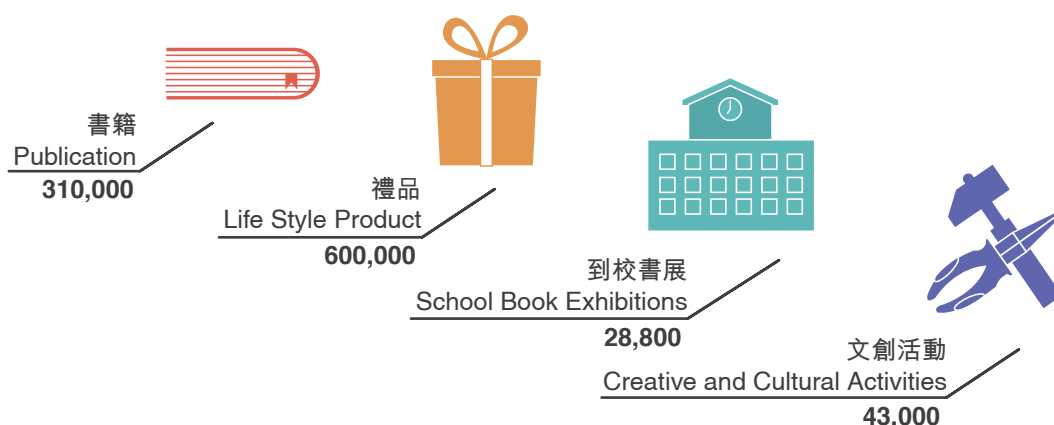 書籍
Publication
310,000
禮品
Life Style Product
600,000
到校書展
School Book Exhibitions
28,800
文創活動
Creative and Cultural Activities
43,000